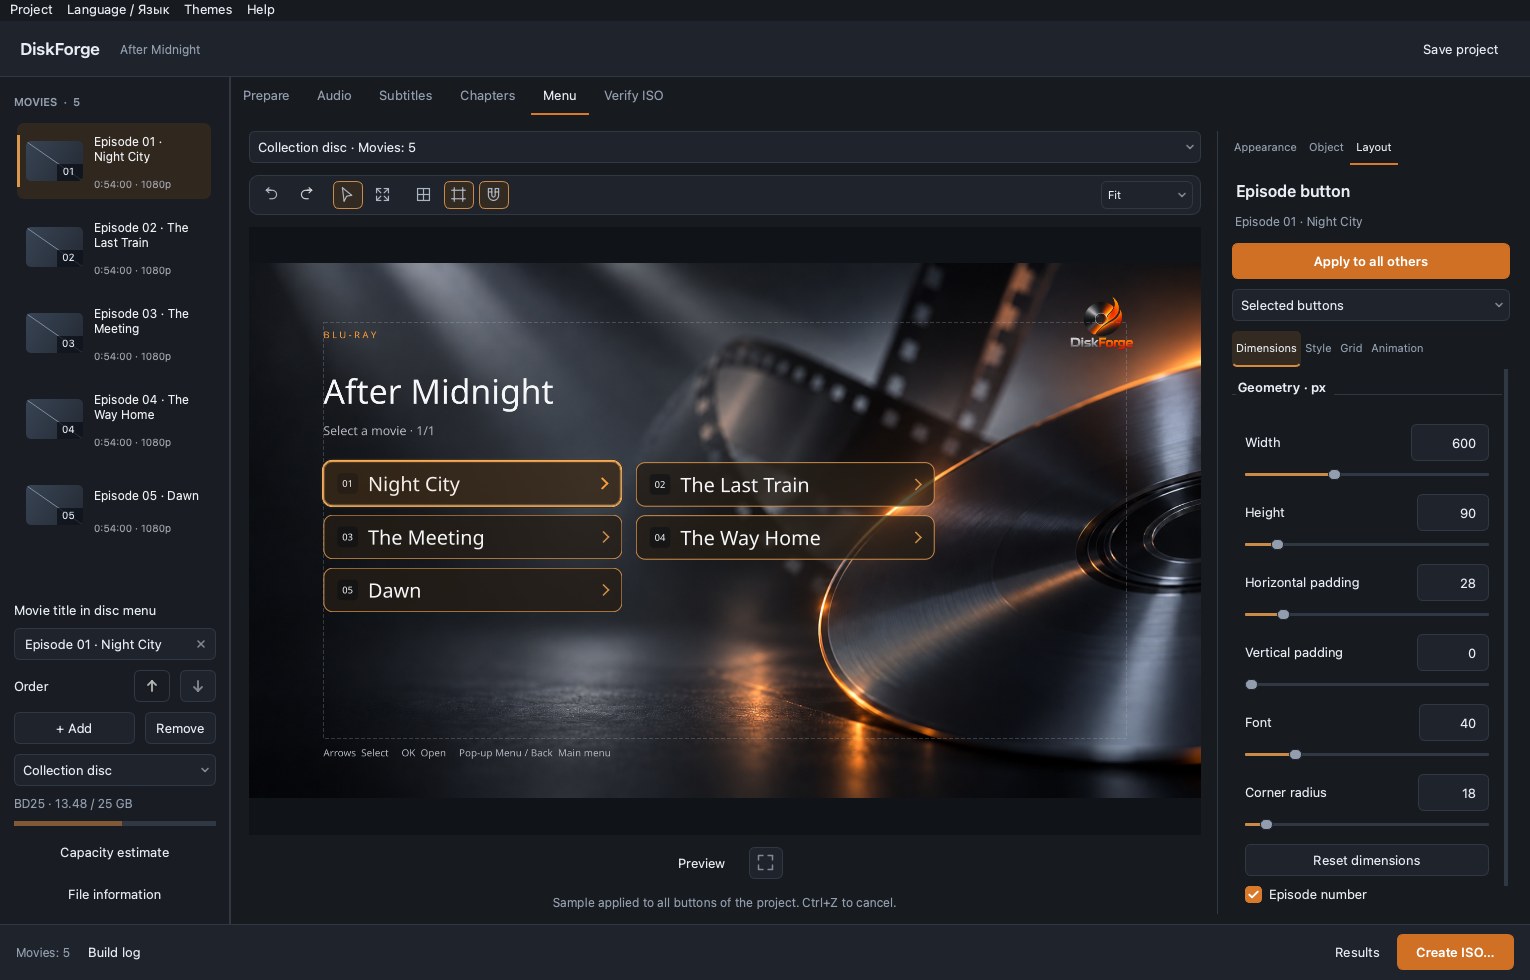 Project Language / Язык Themes Help
DiskForge After Midnight Save project
MOVIES · 5
Episode 01 ·
Night City
01
0:54:00 · 1080p
Episode 02 · The
Last Train
02
0:54:00 · 1080p
Episode 03 · The
Meeting
03
0:54:00 · 1080p
Episode 04 · The
Way Home
04
0:54:00 · 1080p
Episode 05 · Dawn
05
0:54:00 · 1080p
Movie title in disc menu
Episode 01 · Night City
Order
+ Add Remove
Collection disc
BD25 · 13.48 / 25 GB
Capacity estimate
File information
Prepare Audio Subtitles Chapters Menu Verify ISO
Collection disc · Movies: 5
Fit
BLU-RAY
DiskForge
After Midnight
Select a movie · 1/1
01 Night City
02 The Last Train
03 The Meeting
04 The Way Home
05 Dawn
Arrows Select OK Open Pop-up Menu / Back Main menu
Preview
Sample applied to all buttons of the project. Ctrl+Z to cancel.
Appearance Object Layout
Episode button
Episode 01 · Night City
Apply to all others
Selected buttons
Dimensions Style Grid Animation
Geometry · px
Width 600
Height 90
Horizontal padding 28
Vertical padding 0
Font 40
Corner radius 18
Reset dimensions
Episode number
Movies: 5 Build log Results Create ISO...